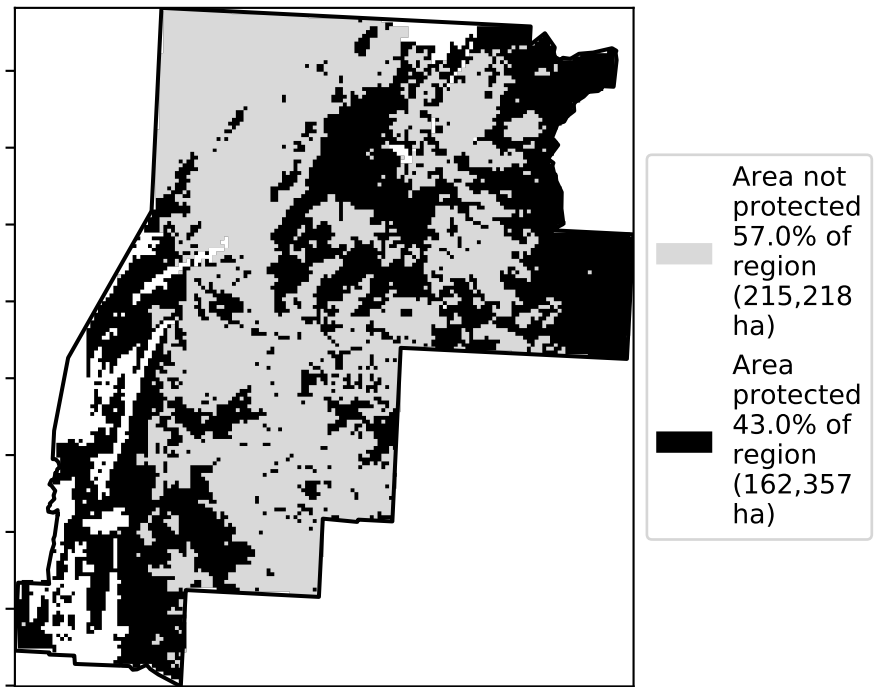 Area not
protected
57.0% of
region
(215,218
ha)
Area
protected
43.0% of
region
(162,357
ha)